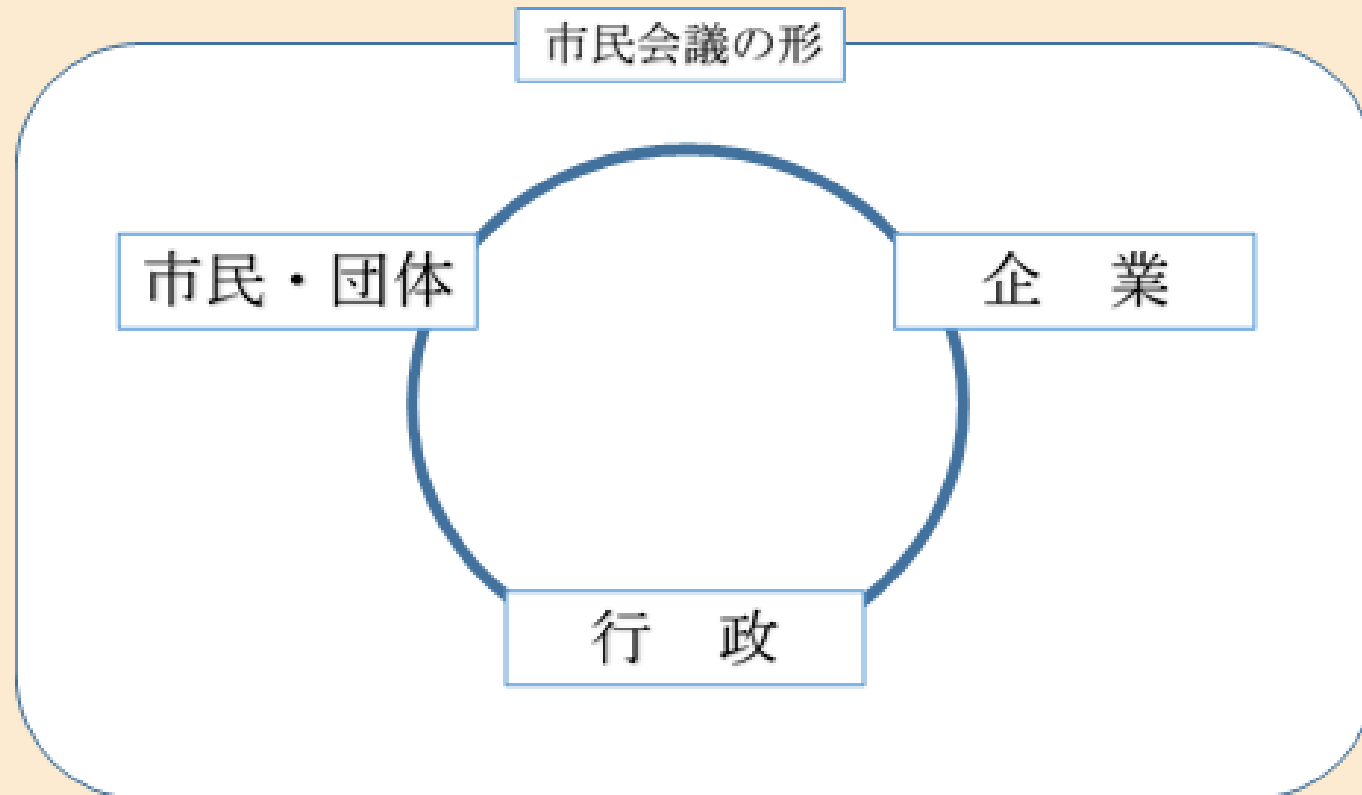 市民会議の形
市民・団体
企　業
行　政